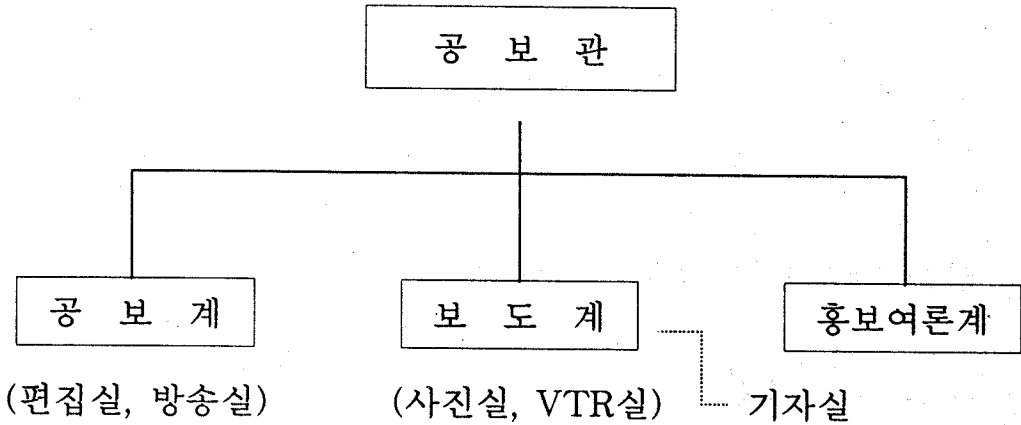 공 보 관
공 보 계
보 도 계
홍보여론계
(편집실, 방송실)
(사진실, VTR실)
기자실